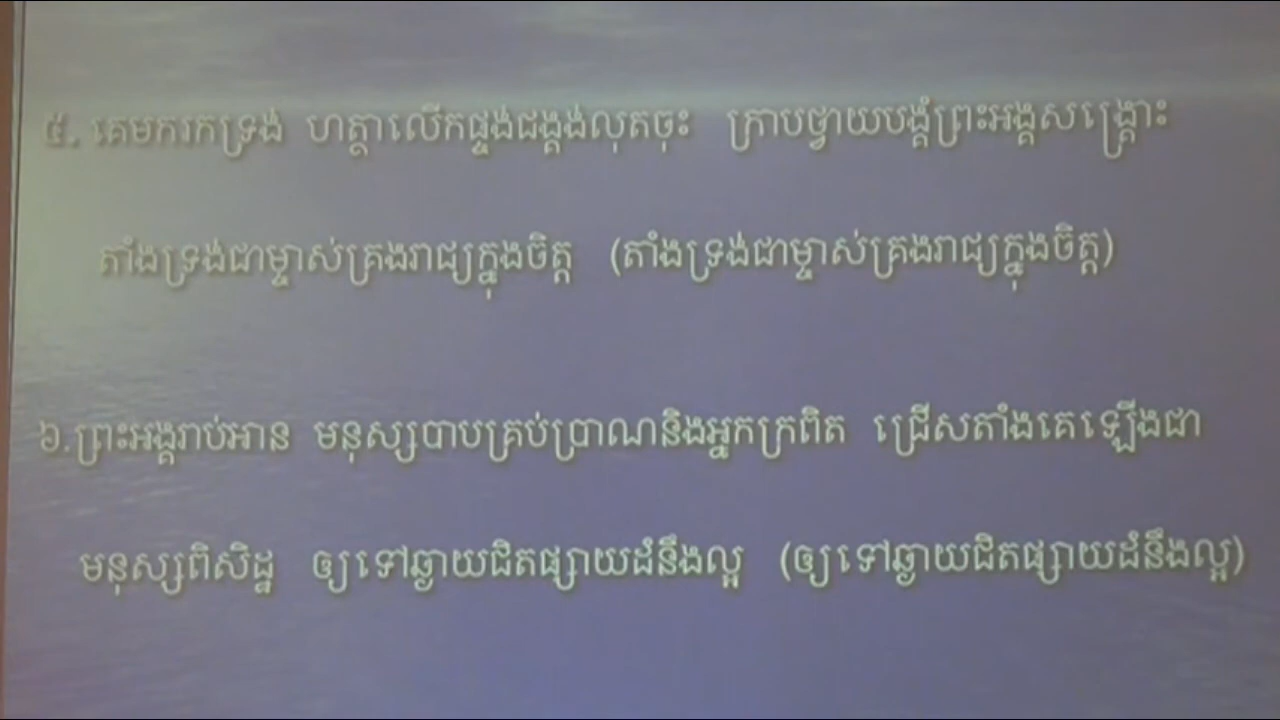 ៥. គេមករកទ្រង់ ហត្ថាលើកផ្ទង់ជង្គង់លុតចុះ ក្រាបថ្វាយបង្គំព្រះអង្គសង្គ្រោះ
តាំងទ្រង់ជាម្ចាស់គ្រងរាជ្យក្នុងចិត្ត (តាំងទ្រង់ជាម្ចាស់គ្រងរាជ្យក្នុងចិត្ត)
៦.ព្រះអង្គរាប់អាន មនុស្សបាបគ្រប់ប្រាណនិងអ្នកក្រពិត ជ្រើសតាំងគេឡើងជា
មនុស្សពិសិដ្ឋ ឲ្យទៅឆ្ងាយជិតផ្សាយដំនឹងល្អ (ឲ្យទៅឆ្ងាយជិតផ្សាយដំនឹងល្អ)